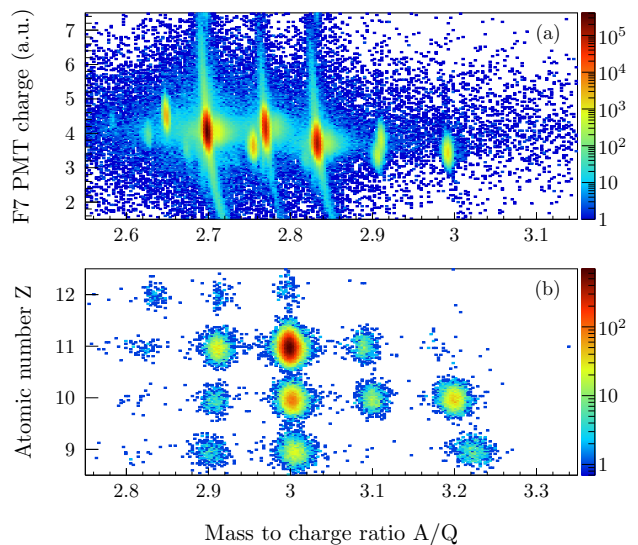 F7 PMT charge (a.u.)
7
6
5
4
3
2
(a)
10^5
10^4
10^3
10^2
10
1
2.6 2.7 2.8 2.9 3 3.1
Atomic number Z
12
11
10
9
(b)
10^2
10
1
2.8 2.9 3 3.1 3.2 3.3
Mass to charge ratio A/Q